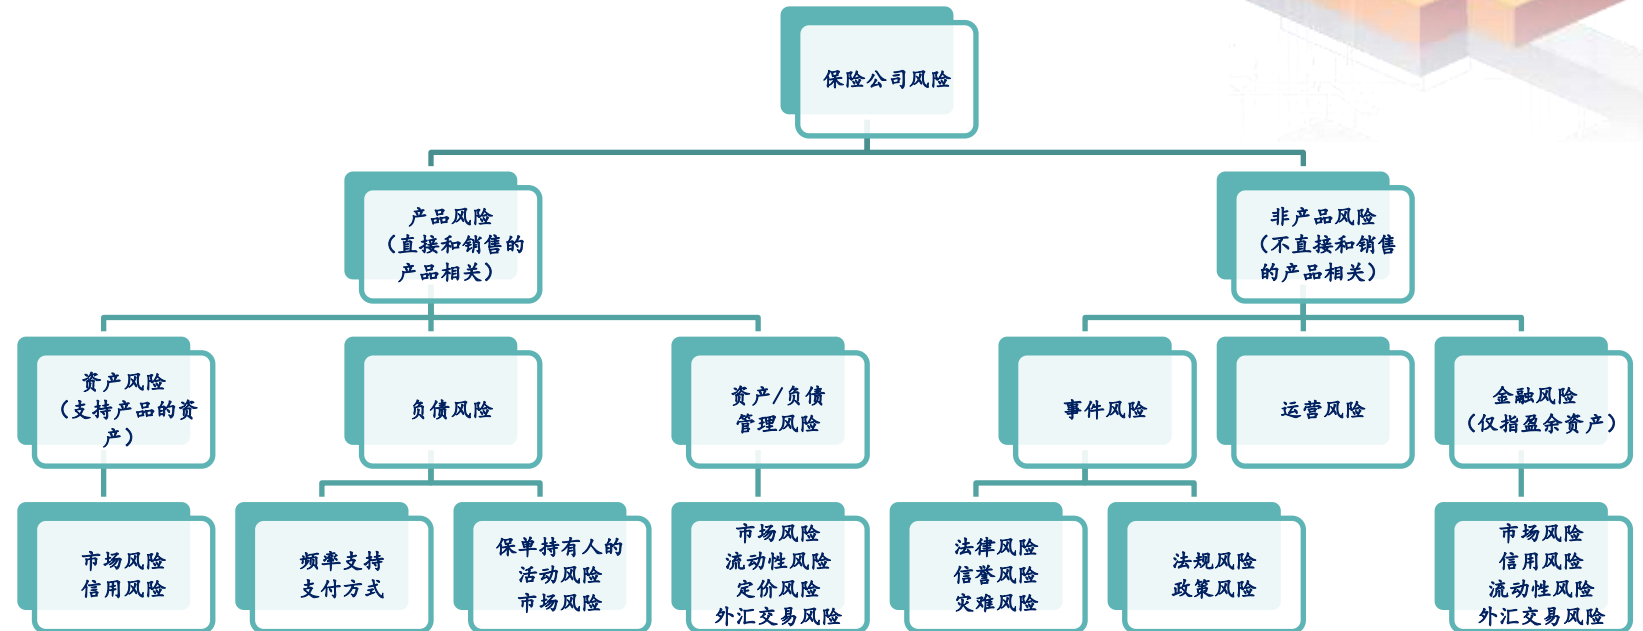 保险公司风险
产品风险
（直接和销售的
产品相关）
非产品风险
（不直接和销售
的产品相关）
资产风险
（支持产品的资
产）
负债风险
资产/负债
管理风险
事件风险
运营风险
金融风险
（仅指盈余资产）
市场风险
信用风险
频率支持
支付方式
保单持有人的
活动风险
市场风险
市场风险
流动性风险
定价风险
外汇交易风险
法律风险
信誉风险
灾难风险
法规风险
政策风险
市场风险
信用风险
流动性风险
外汇交易风险